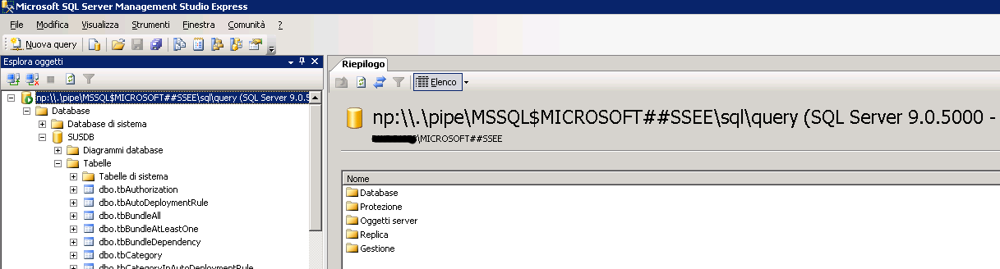 Microsoft SQL Server Management Studio Express
File Modifica Visualizza Strumenti Finestra Comunità ?
Nuova query
Esplora oggetti
np:\\.\pipe\MSSQL$MICROSOFT##SSEE\sql\query (SQL Server 9.0.5
Database
Database di sistema
SUSDB
Diagrammi database
Tabelle
Tabelle di sistema
dbo.tbAuthorization
dbo.tbAutoDeploymentRule
dbo.tbBundleAll
dbo.tbBundleAtLeastOne
dbo.tbBundleDependency
dbo.tbCategory
dbo.tbCategoryInAutoDeploymentRule
Riepilogo
Elenco
np:\\.\pipe\MSSQL$MICROSOFT##SSEE\sql\query (SQL Server 9.0.5000 -
\MICROSOFT##SSEE
Nome
Database
Protezione
Oggetti server
Replica
Gestione